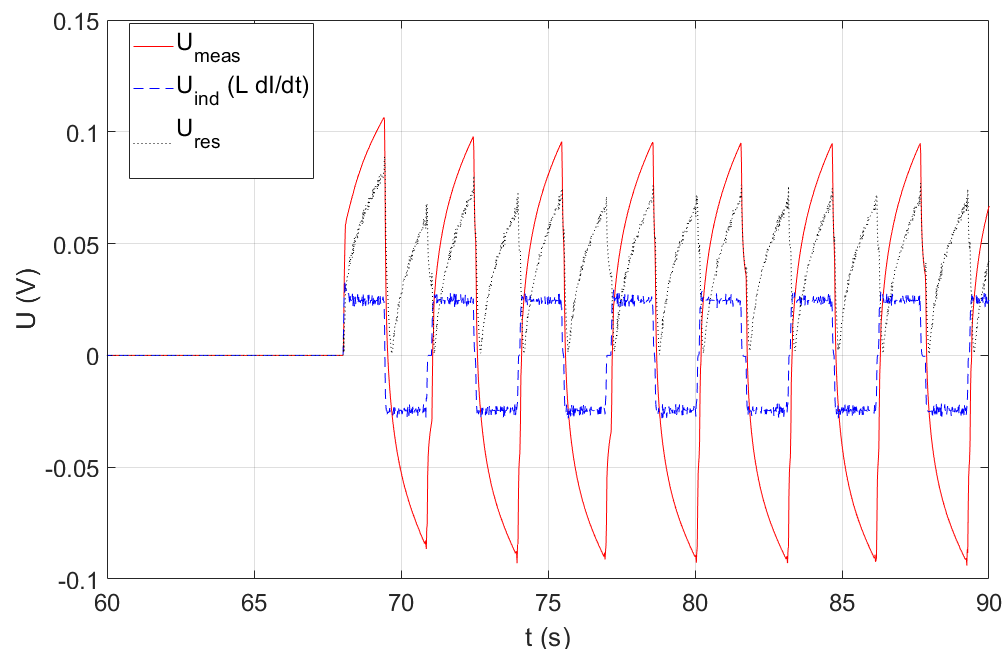 0.15
0.1
0.05
0
-0.05
-0.1
U (V)
U_meas
U_ind (L dI/dt)
U_res
60 65 70 75 80 85 90
t (s)